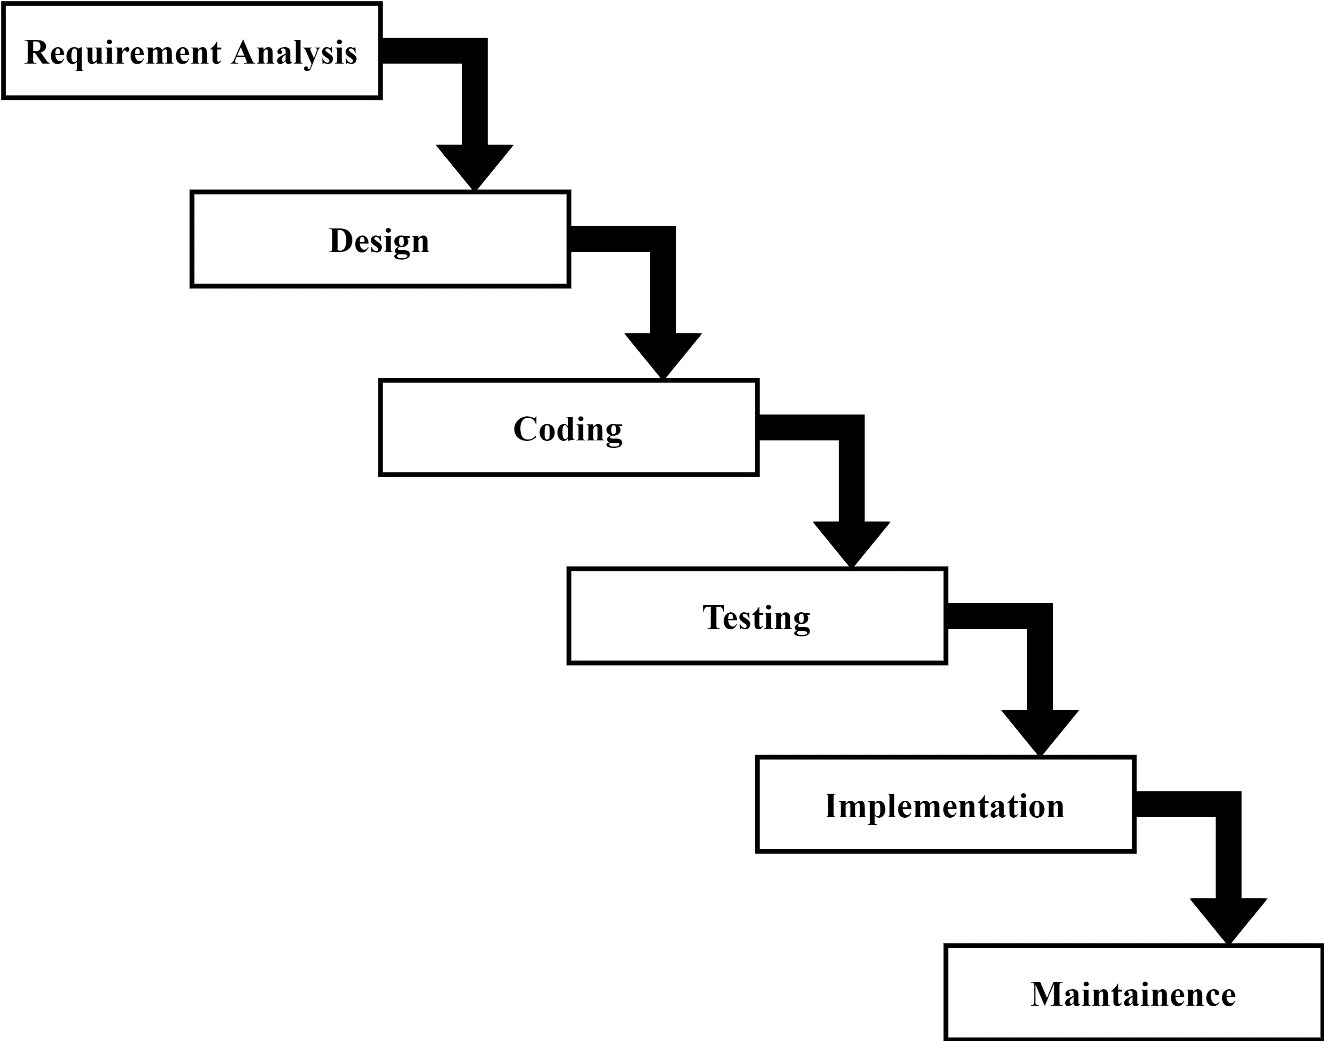 Requirement Analysis
Design
Coding
Testing
Implementation
Maintainence